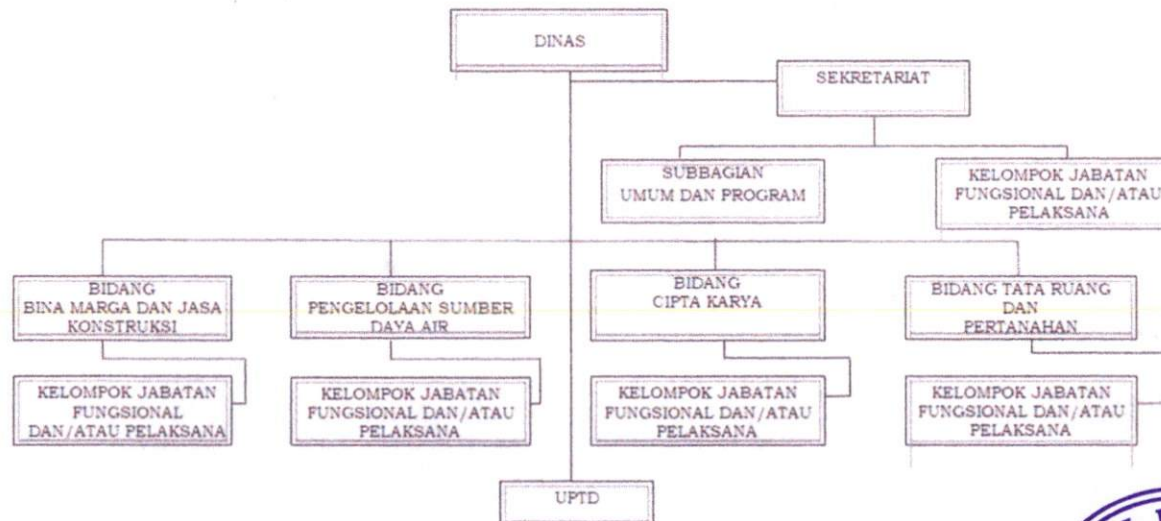 DINAS
SEKRETARIAT
SUBBAGIAN
UMUM DAN PROGRAM
KELOMPOK JABATAN
FUNGSIONAL DAN/ATAU
PELAKSANA
BIDANG
BINA MARGA DAN JASA
KONSTRUKSI
BIDANG
PENGELOLAAN SUMBER
DAYA AIR
BIDANG
CIPTA KARYA
BIDANG TATA RUANG
DAN
PERTANAHAN
KELOMPOK JABATAN
FUNGSIONAL
DAN/ATAU PELAKSANA
KELOMPOK JABATAN
FUNGSIONAL DAN/ATAU
PELAKSANA
KELOMPOK JABATAN
FUNGSIONAL DAN/ATAU
PELAKSANA
KELOMPOK JABATAN
FUNGSIONAL DAN/ATAU
PELAKSANA
UPTD